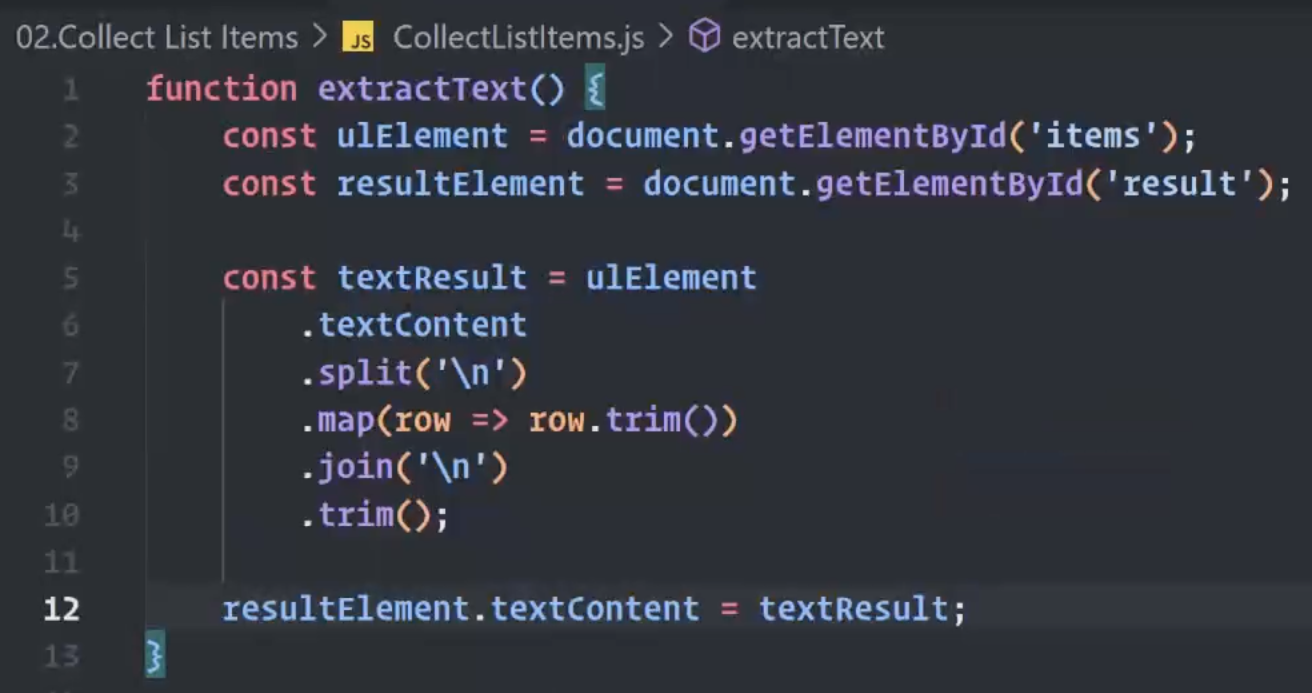 02.Collect List Items > JS CollectListItems.js > extractText
1 function extractText() {
2 const ulElement = document.getElementById('items');
3 const resultElement = document.getElementById('result');
4
5 const textResult = ulElement
6 .textContent
7 .split('\n')
8 .map(row => row.trim())
9 .join('\n')
10 .trim();
11
12 resultElement.textContent = textResult;
13 }